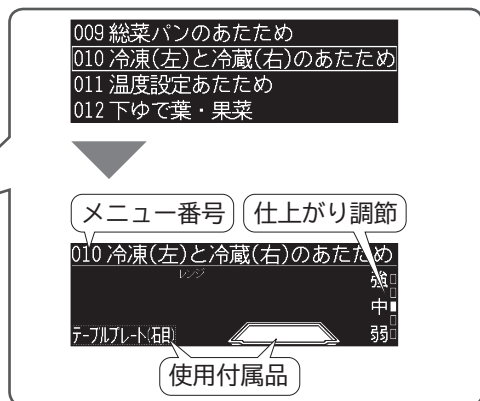 009 総菜パンのあたため
010 冷凍(左)と冷蔵(右)のあたため
011 温度設定あたため
012 下ゆで葉・果菜
メニュー番号
仕上がり調節
010 冷凍(左)と冷蔵(右)のあたため
レンジ
強
中
テーブルプレート(石目)
弱
使用付属品